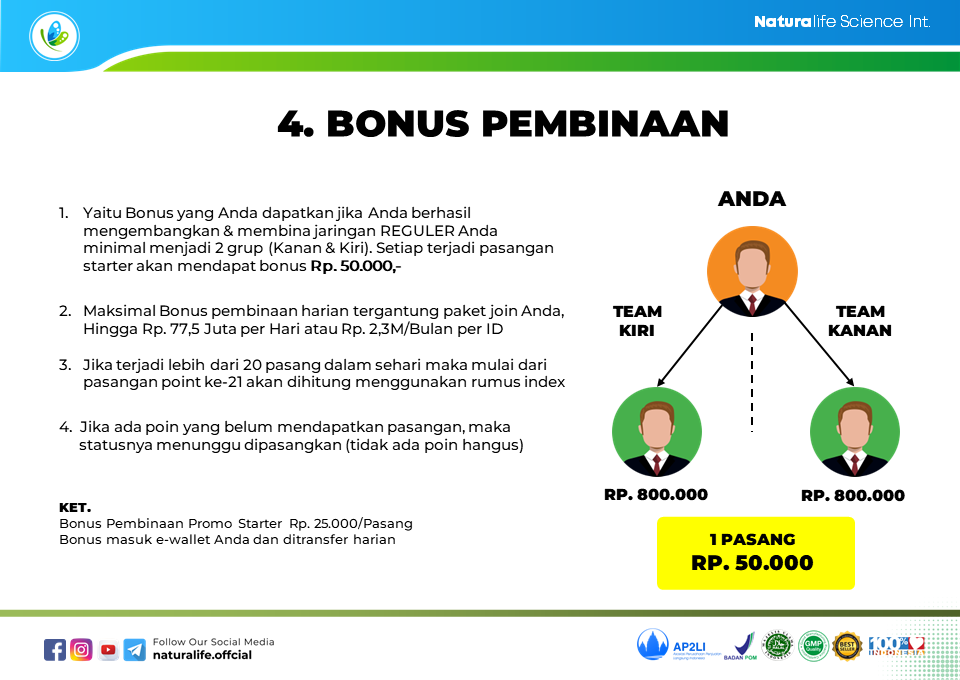 Naturalife Science Int.
4. BONUS PEMBINAAN
1. Yaitu Bonus yang Anda dapatkan jika Anda berhasil
mengembangkan & membina jaringan REGULER Anda
minimal menjadi 2 grup (Kanan & Kiri). Setiap terjadi pasangan
starter akan mendapat bonus Rp. 50.000,-
2. Maksimal Bonus pembinaan harian tergantung paket join Anda,
Hingga Rp. 77,5 Juta per Hari atau Rp. 2,3M/Bulan per ID
3. Jika terjadi lebih dari 20 pasang dalam sehari maka mulai dari
pasangan point ke-21 akan dihitung menggunakan rumus index
4. Jika ada poin yang belum mendapatkan pasangan, maka
statusnya menunggu dipasangkan (tidak ada poin hangus)
KET.
Bonus Pembinaan Promo Starter Rp. 25.000/Pasang
Bonus masuk e-wallet Anda dan ditransfer harian
ANDA
TEAM
KIRI
TEAM
KANAN
RP. 800.000
RP. 800.000
1 PASANG
RP. 50.000
Follow Our Social Media
naturalife.offcial
AP2LI
BADAN POM
HALAL
GMP
Quality
BEST
SELLER
100%
INDONESIA